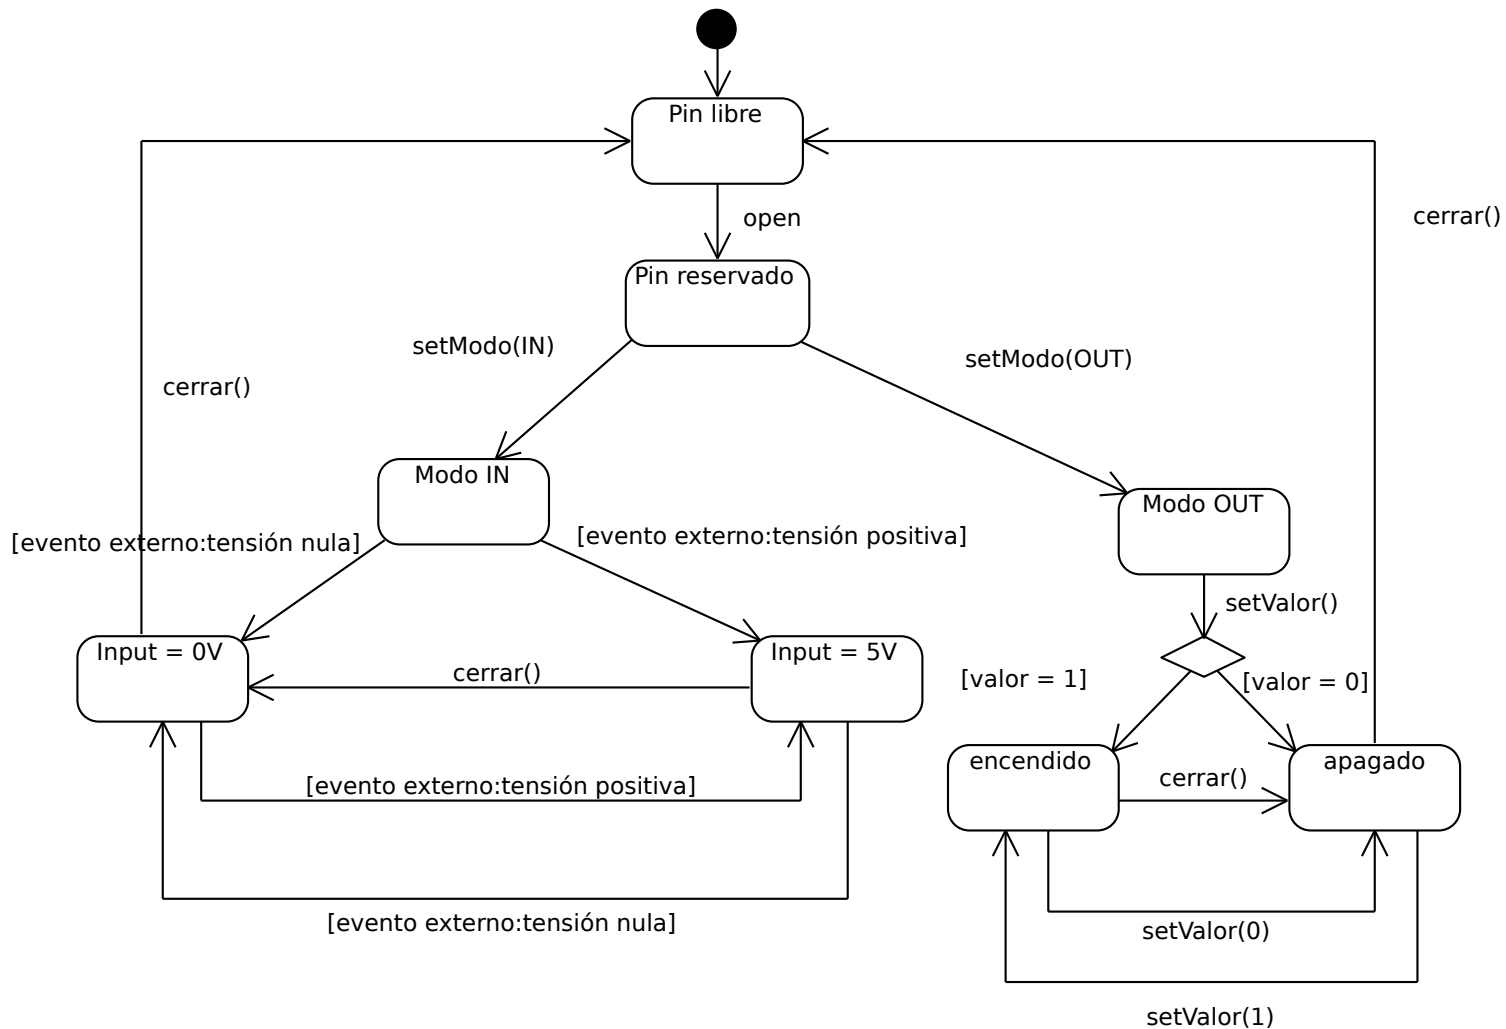 Pin libre
open
cerrar()
Pin reservado
setModo(IN)
setModo(OUT)
cerrar()
Modo IN
Modo OUT
[evento externo:tensión nula]
[evento externo:tensión positiva]
setValor()
Input = 0V
Input = 5V
cerrar()
[valor = 1]
[valor = 0]
encendido
apagado
cerrar()
[evento externo:tensión positiva]
[evento externo:tensión nula]
setValor(0)
setValor(1)